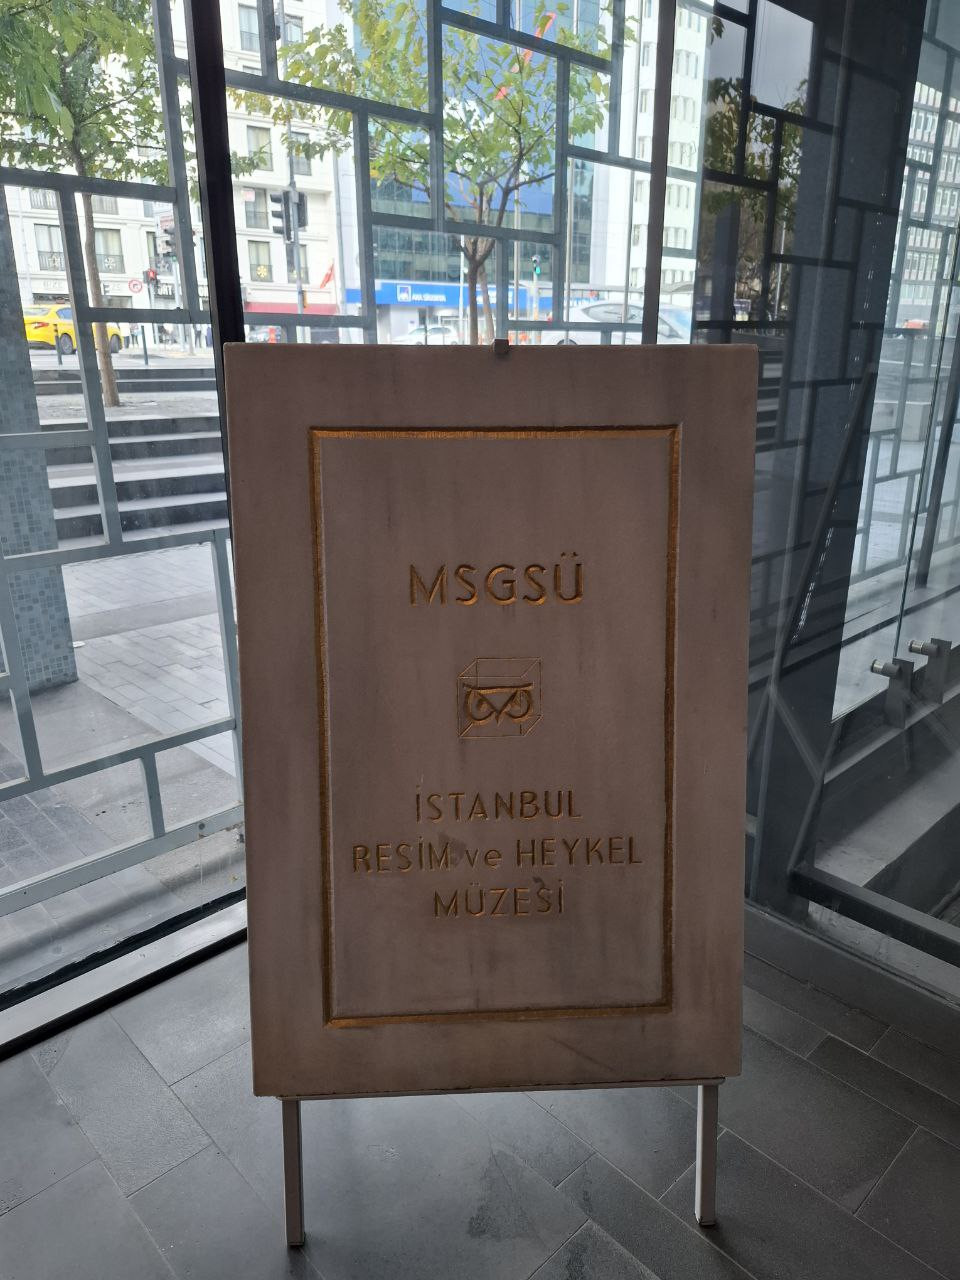 MSGSÜ
İSTANBUL
RESİM ve HEYKEL
MÜZESİ